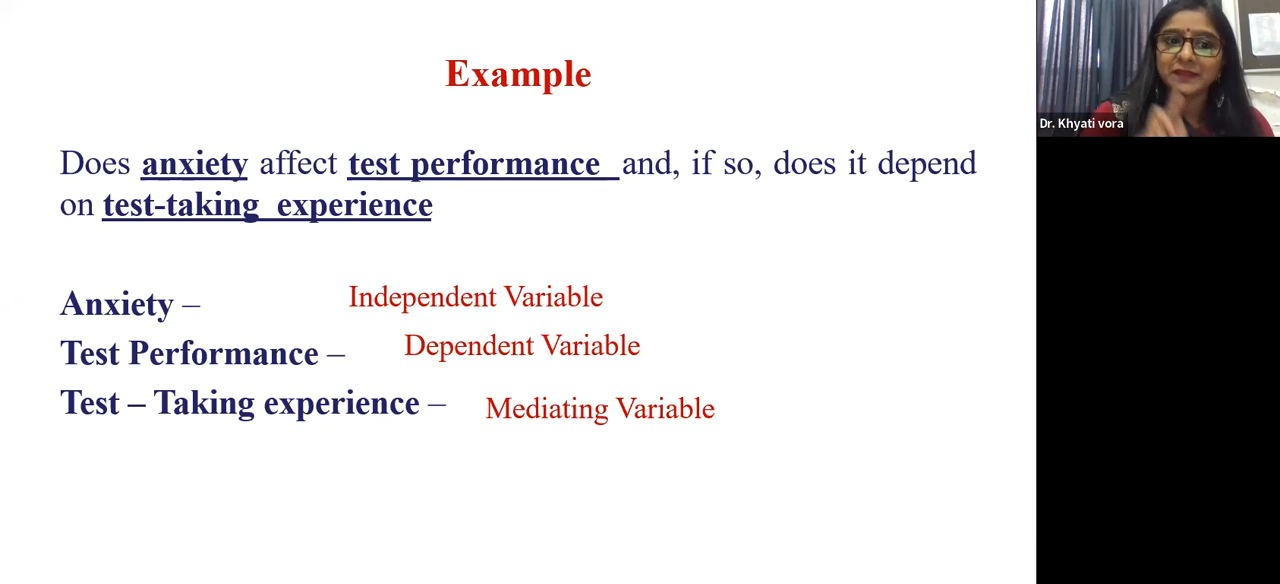 Example
Does anxiety affect test performance and, if so, does it depend
on test-taking experience
Anxiety – Independent Variable
Test Performance – Dependent Variable
Test – Taking experience – Mediating Variable
Dr. Khyati vora